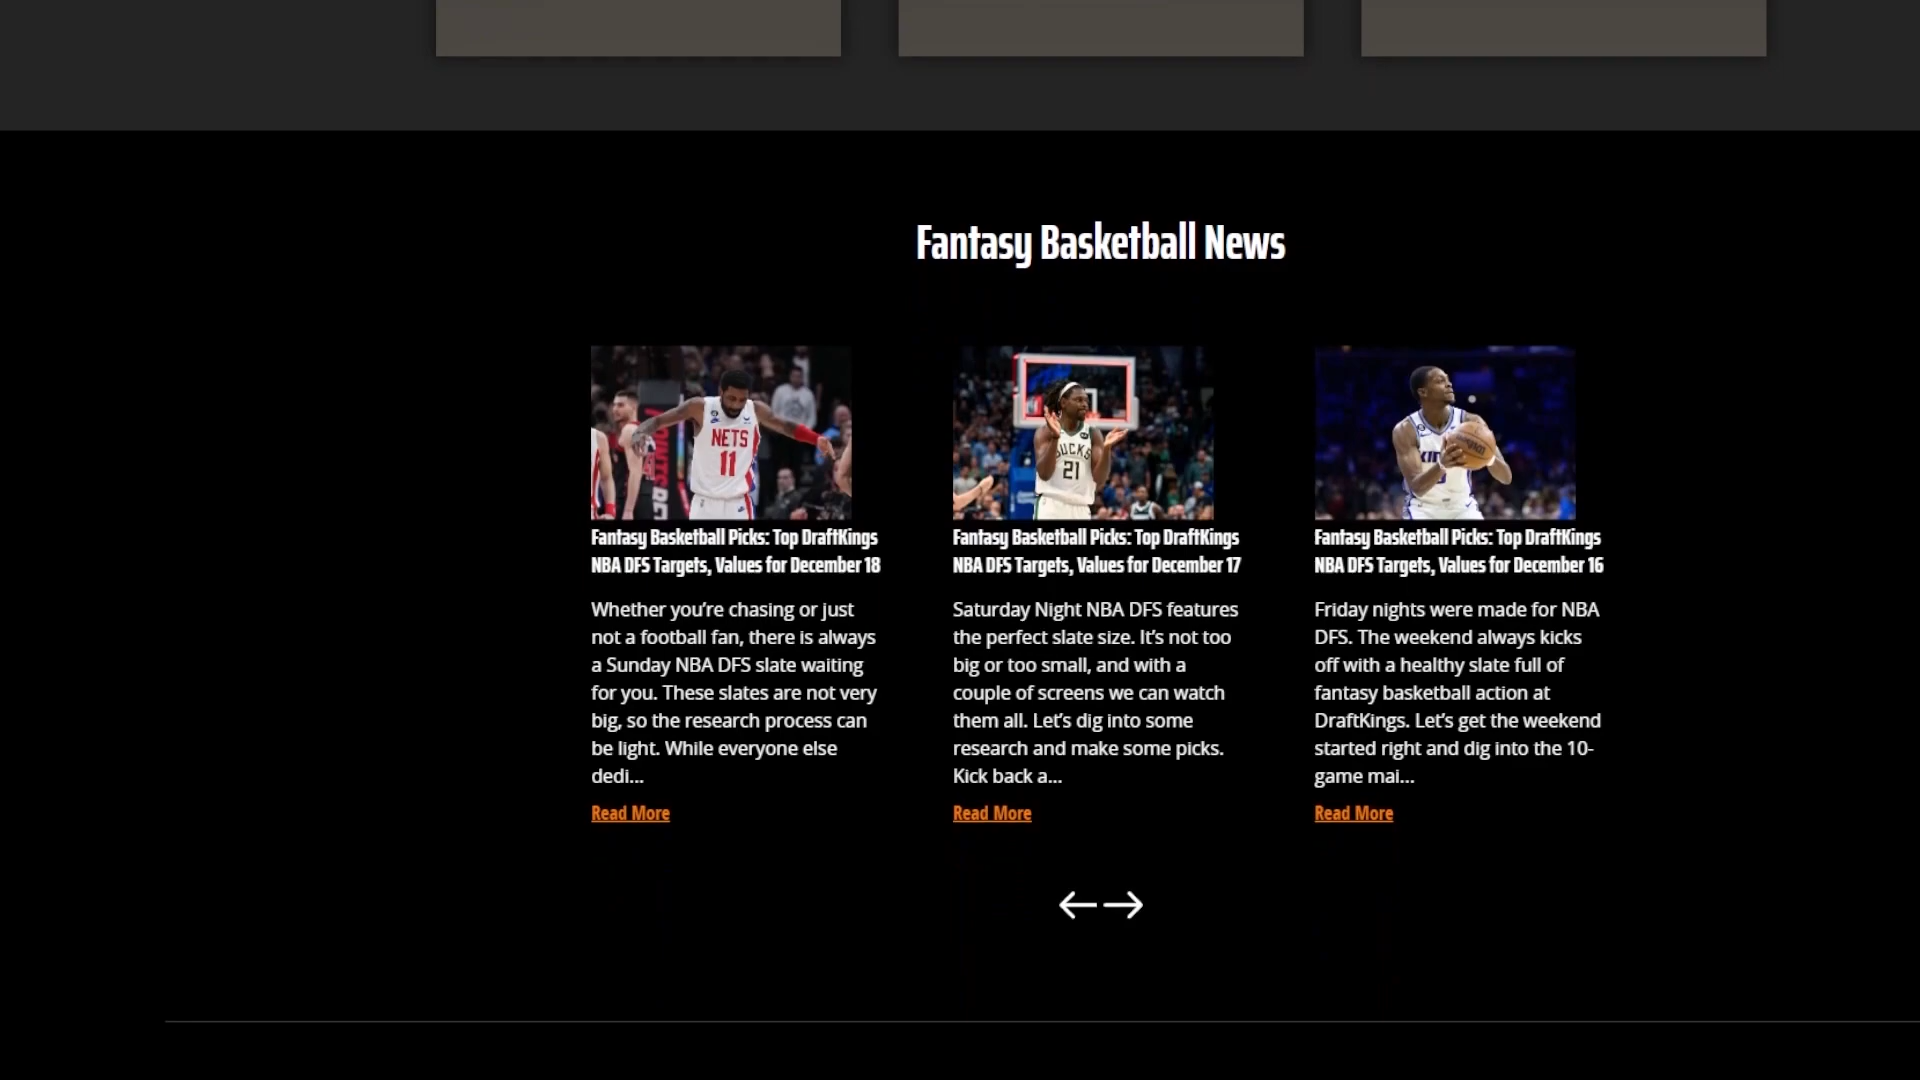 Fantasy Basketball News
NETS
11
BUCKS
21
Fantasy Basketball Picks: Top DraftKings
NBA DFS Targets, Values for December 18
Whether you’re chasing or just
not a football fan, there is always
a Sunday NBA DFS slate waiting
for you. These slates are not very
big, so the research process can
be light. While everyone else
dedi...
Read More
Fantasy Basketball Picks: Top DraftKings
NBA DFS Targets, Values for December 17
Saturday Night NBA DFS features
the perfect slate size. It’s not too
big or too small, and with a
couple of screens we can watch
them all. Let’s dig into some
research and make some picks.
Kick back a...
Read More
Fantasy Basketball Picks: Top DraftKings
NBA DFS Targets, Values for December 16
Friday nights were made for NBA
DFS. The weekend always kicks
off with a healthy slate full of
fantasy basketball action at
DraftKings. Let’s get the weekend
started right and dig into the 10-
game mai...
Read More